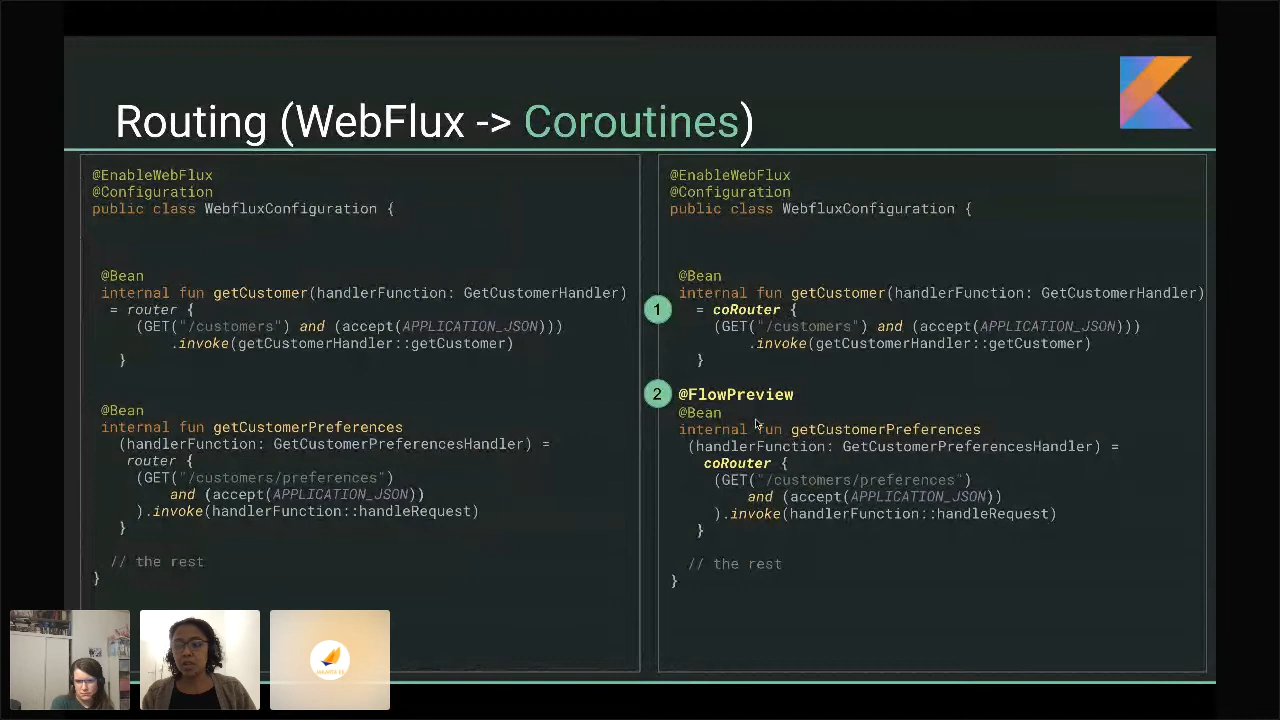 Routing (WebFlux -> Coroutines)
@EnableWebFlux
@Configuration
public class WebfluxConfiguration {
@Bean
internal fun getCustomer(handlerFunction: GetCustomerHandler)
= router {
(GET("/customers") and (accept(APPLICATION_JSON)))
.invoke(getCustomerHandler::getCustomer)
}
@Bean
internal fun getCustomerPreferences
(handlerFunction: GetCustomerPreferencesHandler) =
router {
(GET("/customers/preferences")
and (accept(APPLICATION_JSON))
).invoke(handlerFunction::handleRequest)
}
// the rest
}
@EnableWebFlux
@Configuration
public class WebfluxConfiguration {
@Bean
internal fun getCustomer(handlerFunction: GetCustomerHandler)
1 = coRouter {
(GET("/customers") and (accept(APPLICATION_JSON)))
.invoke(getCustomerHandler::getCustomer)
}
2 @FlowPreview
@Bean
internal fun getCustomerPreferences
(handlerFunction: GetCustomerPreferencesHandler) =
coRouter {
(GET("/customers/preferences")
and (accept(APPLICATION_JSON))
).invoke(handlerFunction::handleRequest)
}
// the rest
}